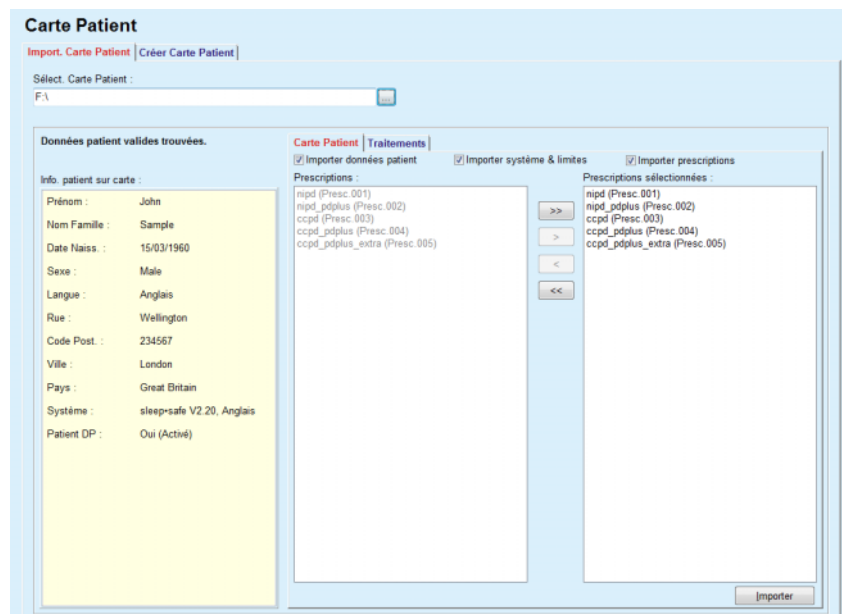 Carte Patient
Import. Carte Patient Créer Carte Patient
Sélect. Carte Patient :
F:\ ...
Données patient valides trouvées.
Info. patient sur carte :
Prénom : John
Nom Famille : Sample
Date Naiss. : 15/03/1960
Sexe : Male
Langue : Anglais
Rue : Wellington
Code Post. : 234567
Ville : London
Pays : Great Britain
Système : sleep•safe V2.20, Anglais
Patient DP : Oui (Activé)
Carte Patient Traitements
Importer données patient Importer système & limites Importer prescriptions
Prescriptions :
nipd (Presc.001)
nipd_pdplus (Presc.002)
ccpd (Presc.003)
ccpd_pdplus (Presc.004)
ccpd_pdplus_extra (Presc.005)
>>
>
<
<<
Prescriptions sélectionnées :
nipd (Presc.001)
nipd_pdplus (Presc.002)
ccpd (Presc.003)
ccpd_pdplus (Presc.004)
ccpd_pdplus_extra (Presc.005)
Importer